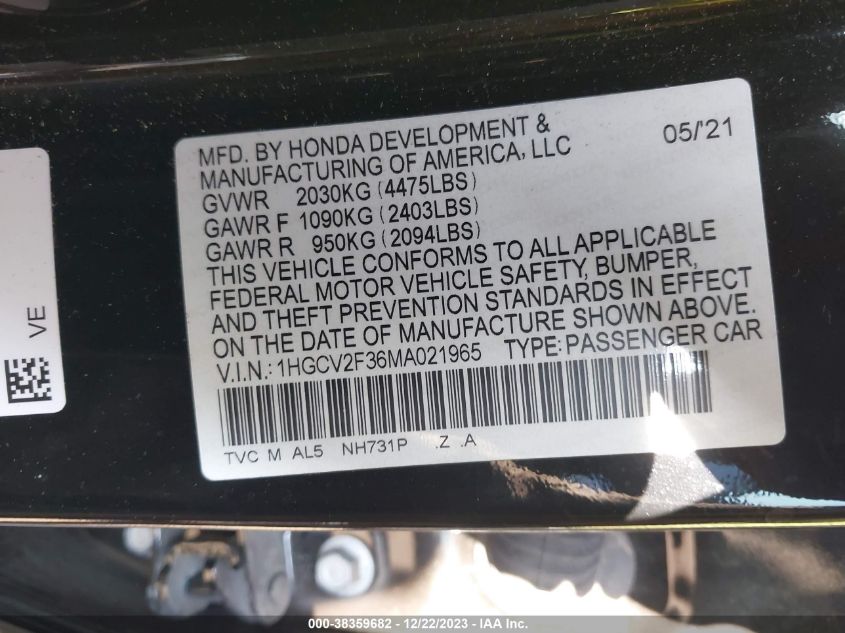 MFD. BY HONDA DEVELOPMENT & 05/'21
MANUFACTURING OF AMERICA, LLC
GVWR 2030KG (4475LBS)
GAWR F 1090KG (2403LBS)
GAWR R 950KG (2094LBS)
THIS VEHICLE CONFORMS TO ALL APPLICABLE
FEDERAL MOTOR VEHICLE SAFETY, BUMPER,
AND THEFT PREVENTION STANDARDS IN EFFECT
ON THE DATE OF MANUFACTURE SHOWN ABOVE.
V.I.N.: 1HGCV2F36MA021965 TYPE: PASSENGER CAR
TVC M AL5 NH731P .Z .A
VE
000-38359682 - 12/22/2023 - IAA Inc.